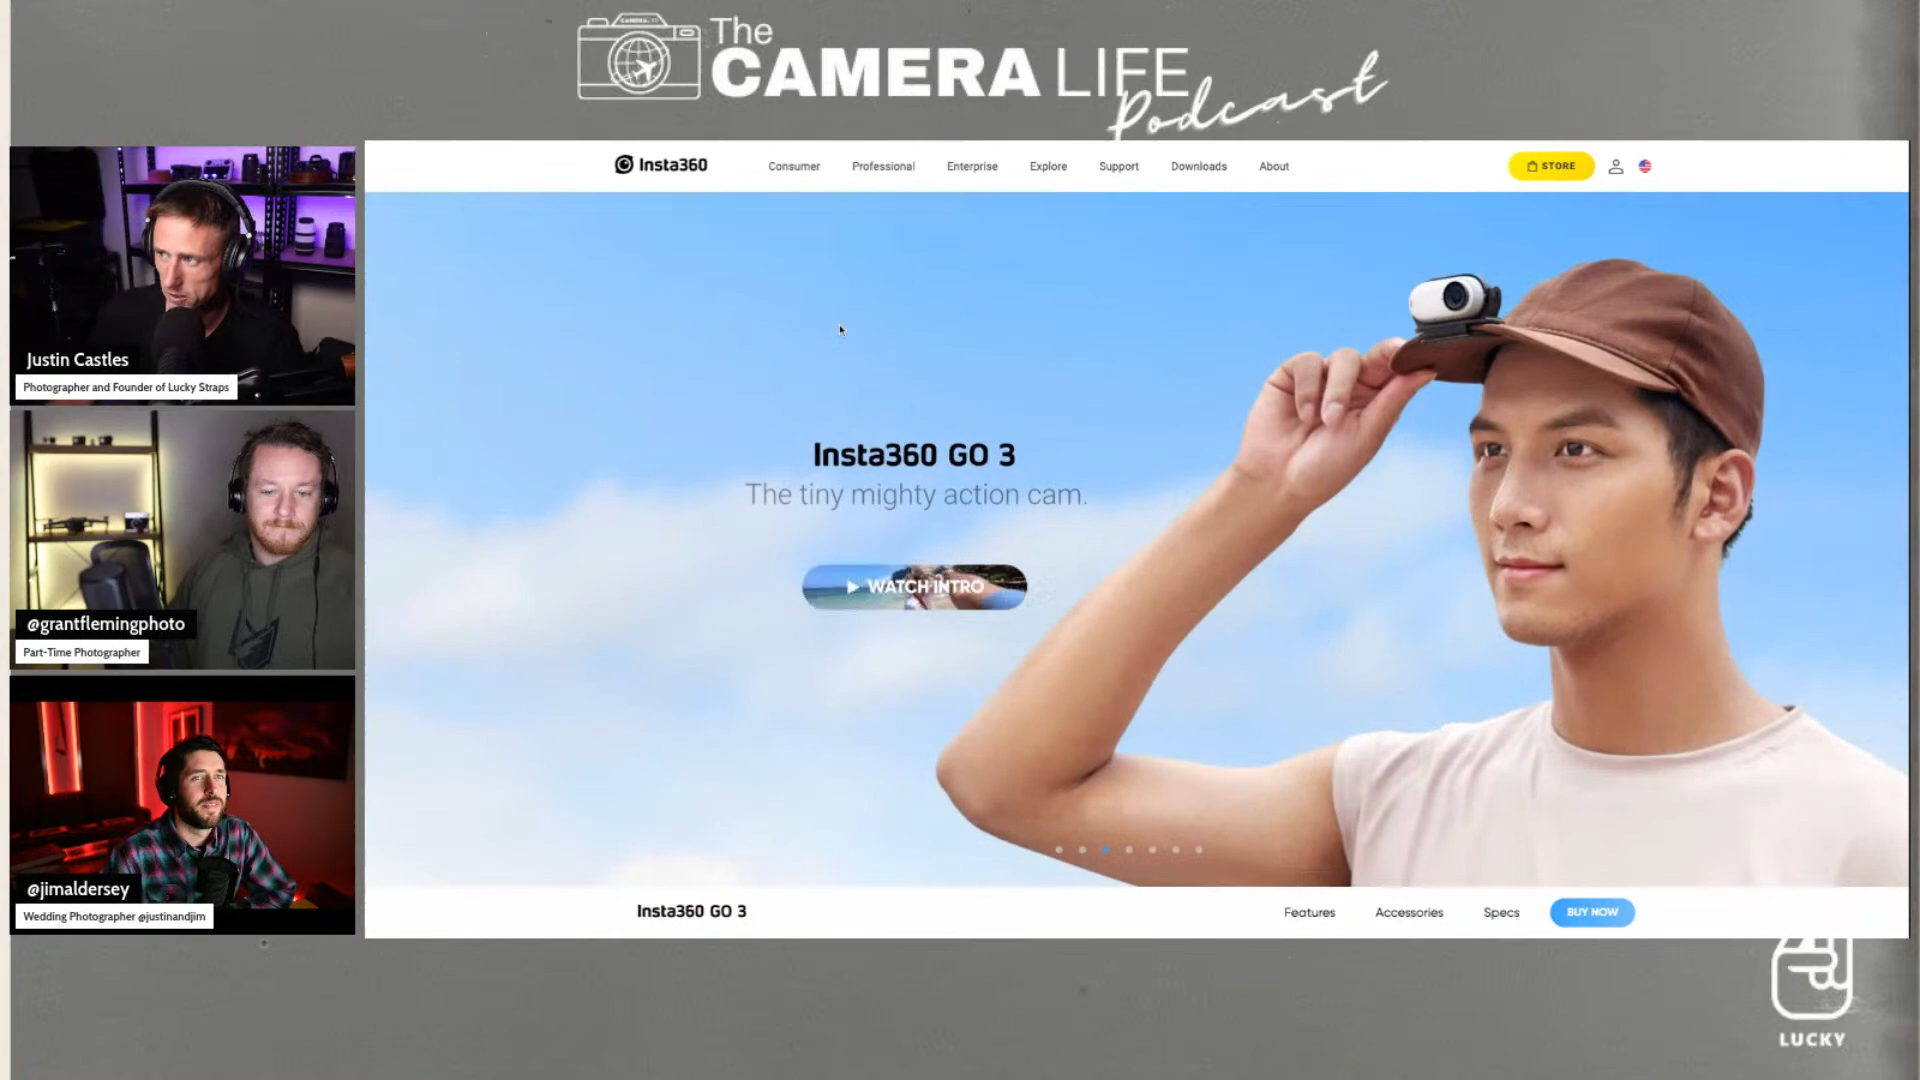 The
CAMERA LIFE
Podcast
Insta360
Consumer
Professional
Enterprise
Explore
Support
Downloads
About
STORE
Justin Castles
Photographer and Founder of Lucky Straps
@grantflemingphoto
Part-Time Photographer
@jimaldersey
Wedding Photographer @justinandjim
Insta360 GO 3
The tiny mighty action cam.
WATCH INTRO
Insta360 GO 3
Features
Accessories
Specs
BUY NOW
LUCKY